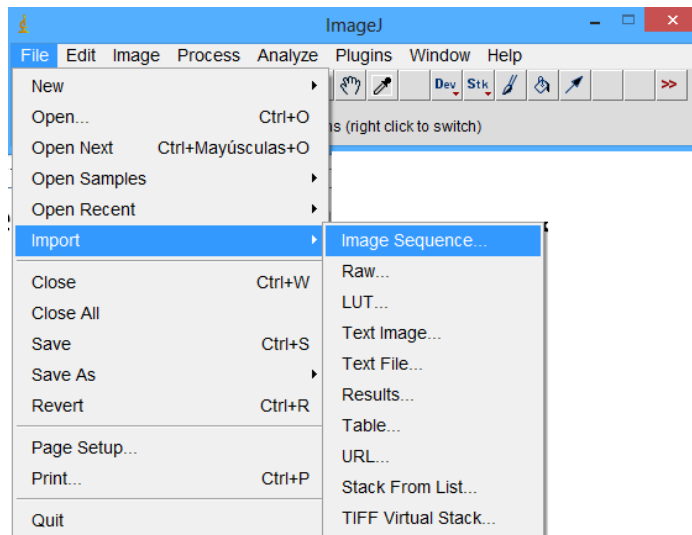 ImageJ
File Edit Image Process Analyze Plugins Window Help
Dev Stk >>
ns (right click to switch)
New
Open... Ctrl+O
Open Next Ctrl+Mayúsculas+O
Open Samples
Open Recent
Import
Close Ctrl+W
Close All
Save Ctrl+S
Save As
Revert Ctrl+R
Page Setup...
Print... Ctrl+P
Quit
Image Sequence...
Raw...
LUT...
Text Image...
Text File...
Results...
Table...
URL...
Stack From List...
TIFF Virtual Stack...